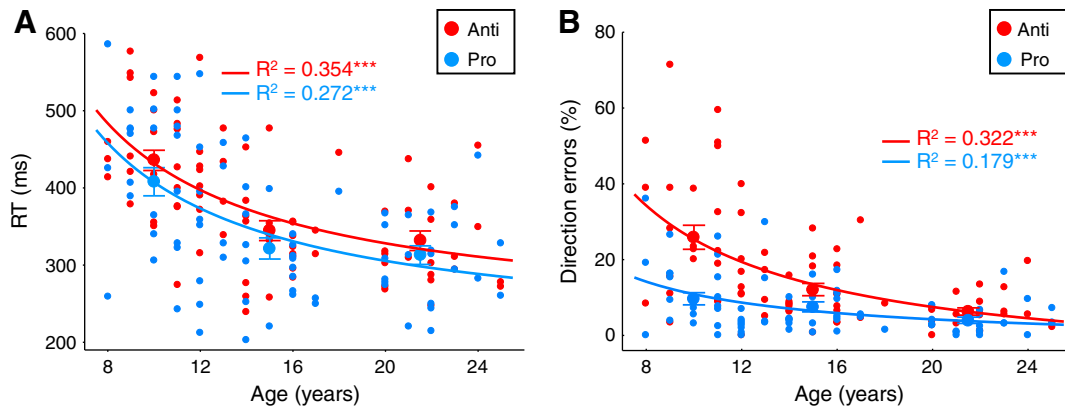 A
RT (ms)
600
500
400
300
200
8
12
16
20
24
Age (years)
Anti
Pro
R² = 0.354***
R² = 0.272***
B
Direction errors (%)
80
60
40
20
0
8
12
16
20
24
Age (years)
Anti
Pro
R² = 0.322***
R² = 0.179***